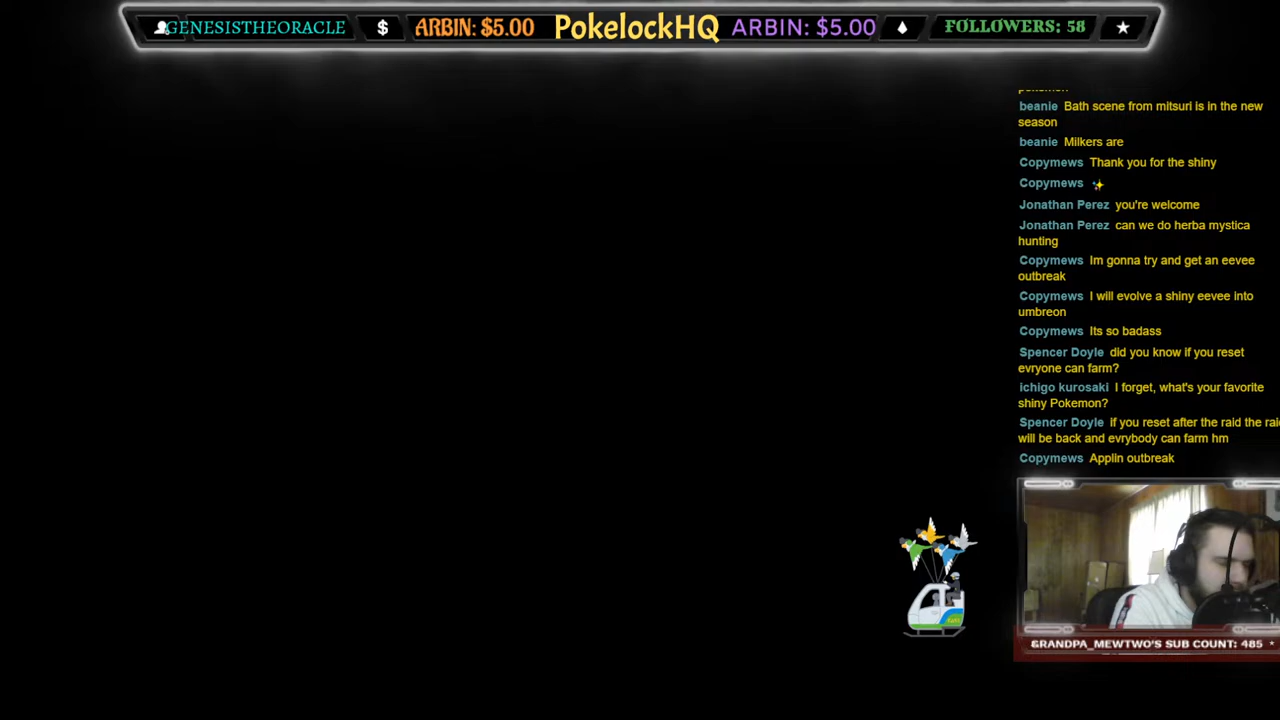 GENESISTHEORACLE $ ARBIN: $5.00 PokelockHQ ARBIN: $5.00 FOLLOWERS: 58
pokemon
beanie Bath scene from mitsuri is in the new
season
beanie Milkers are
Copymews Thank you for the shiny
Copymews ✨
Jonathan Perez you're welcome
Jonathan Perez can we do herba mystica
hunting
Copymews Im gonna try and get an eevee
outbreak
Copymews I will evolve a shiny eevee into
umbreon
Copymews Its so badass
Spencer Doyle did you know if you reset
evryone can farm?
ichigo kurosaki I forget, what's your favorite
shiny Pokemon?
Spencer Doyle If you reset after the raid the rai
will be back and evrybody can farm hm
Copymews Applin outbreak
GRANDPA_MEWTWO'S SUB COUNT: 485 *